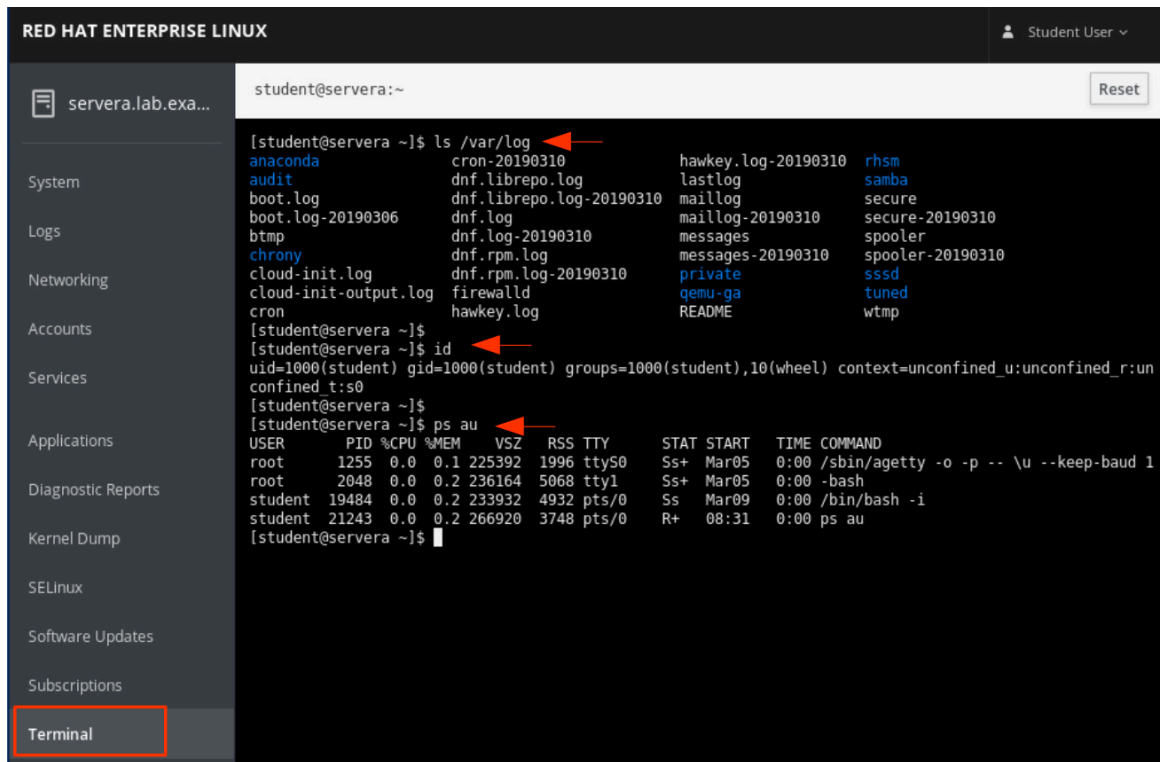 RED HAT ENTERPRISE LINUX
Student User
servera.lab.exa...
student@servera:~
Reset
System
Logs
Networking
Accounts
Services
Applications
Diagnostic Reports
Kernel Dump
SELinux
Software Updates
Subscriptions
Terminal
[student@servera ~]$ ls /var/log
anaconda cron-20190310 hawkey.log-20190310 rhsm
audit dnf.librepo.log lastlog samba
boot.log dnf.librepo.log-20190310 maillog secure
boot.log-20190306 dnf.log maillog-20190310 secure-20190310
btmp dnf.log-20190310 messages spooler
chrony dnf.rpm.log messages-20190310 spooler-20190310
cloud-init.log dnf.rpm.log-20190310 private sssd
cloud-init-output.log firewalld qemu-ga tuned
cron hawkey.log README wtmp
[student@servera ~]$
[student@servera ~]$ id
uid=1000(student) gid=1000(student) groups=1000(student),10(wheel) context=unconfined_u:unconfined_r:un
confined_t:s0
[student@servera ~]$
[student@servera ~]$ ps au
USER PID %CPU %MEM VSZ RSS TTY STAT START TIME COMMAND
root 1255 0.0 0.1 225392 1996 ttyS0 Ss+ Mar05 0:00 /sbin/agetty -o -p -- \u --keep-baud 1
root 2048 0.0 0.2 236164 5068 tty1 Ss+ Mar05 0:00 -bash
student 19484 0.0 0.2 233932 4932 pts/0 Ss Mar09 0:00 /bin/bash -i
student 21243 0.0 0.2 266920 3748 pts/0 R+ 08:31 0:00 ps au
[student@servera ~]$